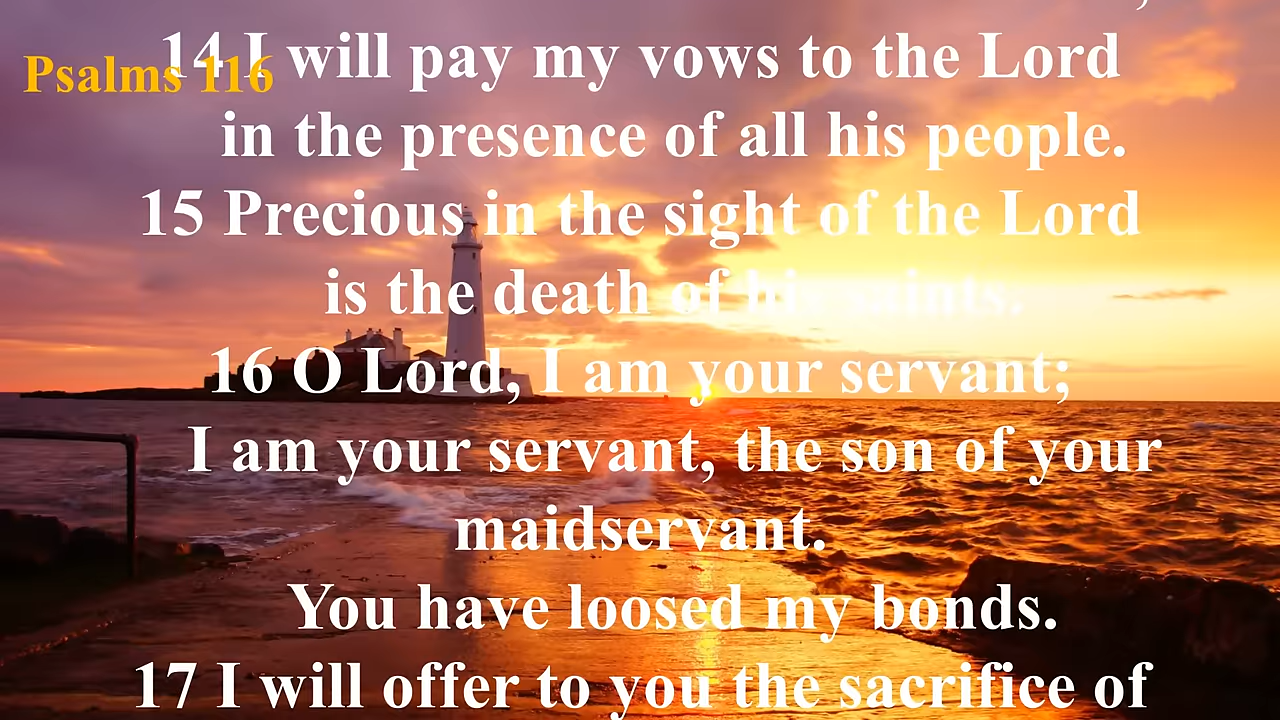 Psalms 116
14 I will pay my vows to the Lord
in the presence of all his people.
15 Precious in the sight of the Lord
is the death of his saints.
16 O Lord, I am your servant;
I am your servant, the son of your
maidservant.
You have loosed my bonds.
17 I will offer to you the sacrifice of